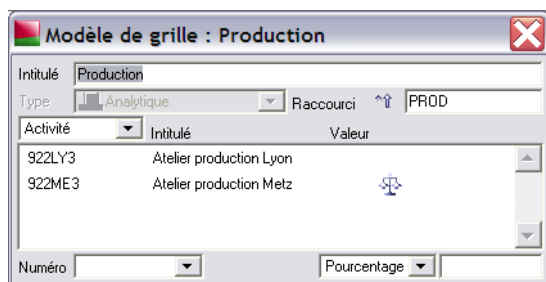 Modèle de grille : Production
Intitulé Production
Type Analytique Raccourci PROD
Activité Intitulé Valeur
922LY3 Atelier production Lyon
922ME3 Atelier production Metz
Numéro Pourcentage